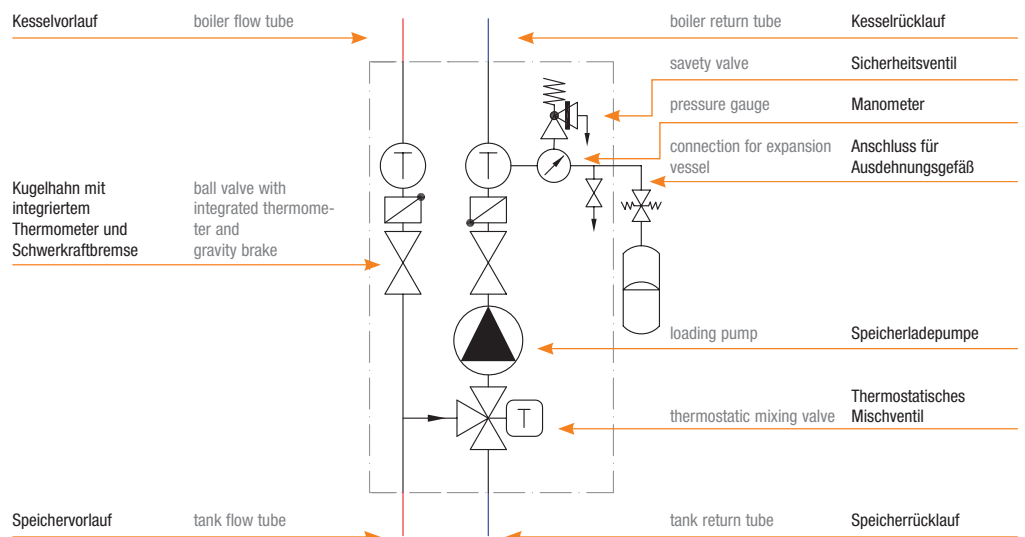 Kesselvorlauf boiler flow tube boiler return tube Kesselrücklauf
savety valve Sicherheitsventil
pressure gauge Manometer
connection for expansion Anschluss für
vessel Ausdehnungsgefäß
T T
Kugelhahn mit ball valve with
integriertem integrated thermome-
Thermometer und ter and
Schwerkraftbremse gravity brake
loading pump Speicherladepumpe
Thermostatisches
thermostatic mixing valve Mischventil
T
Speichervorlauf tank flow tube tank return tube Speicherrücklauf